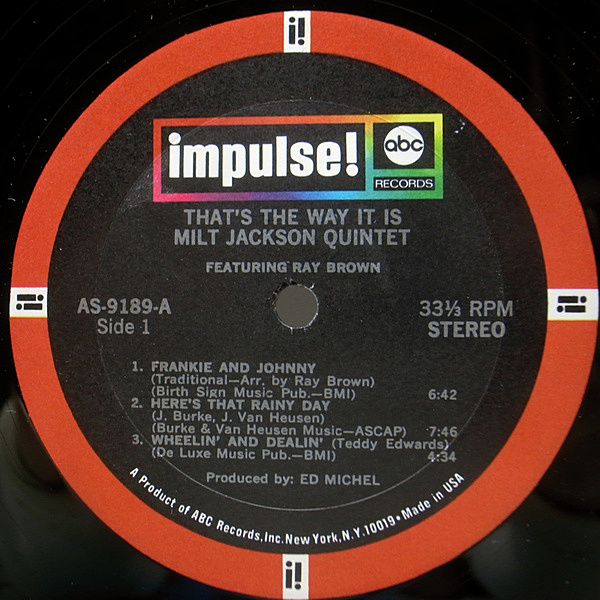 i!
impulse!
abc
RECORDS
THAT'S THE WAY IT IS
MILT JACKSON QUINTET
FEATURING RAY BROWN
i!
i!
AS-9189-A
Side 1
33⅓ RPM
STEREO
1. FRANKIE AND JOHNNY
(Traditional—Arr. by Ray Brown)
(Birth Sign Music Pub.—BMI) 6:42
2. HERE'S THAT RAINY DAY
(J. Burke, J. Van Heusen)
(Burke & Van Heusen Music—ASCAP) 7:46
3. WHEELIN' AND DEALIN' (Teddy Edwards)
(De Luxe Music Pub.—BMI) 4:34
Produced by: ED MICHEL
A Product of ABC Records, Inc. New York, N.Y. 10019 • Made in USA
i!